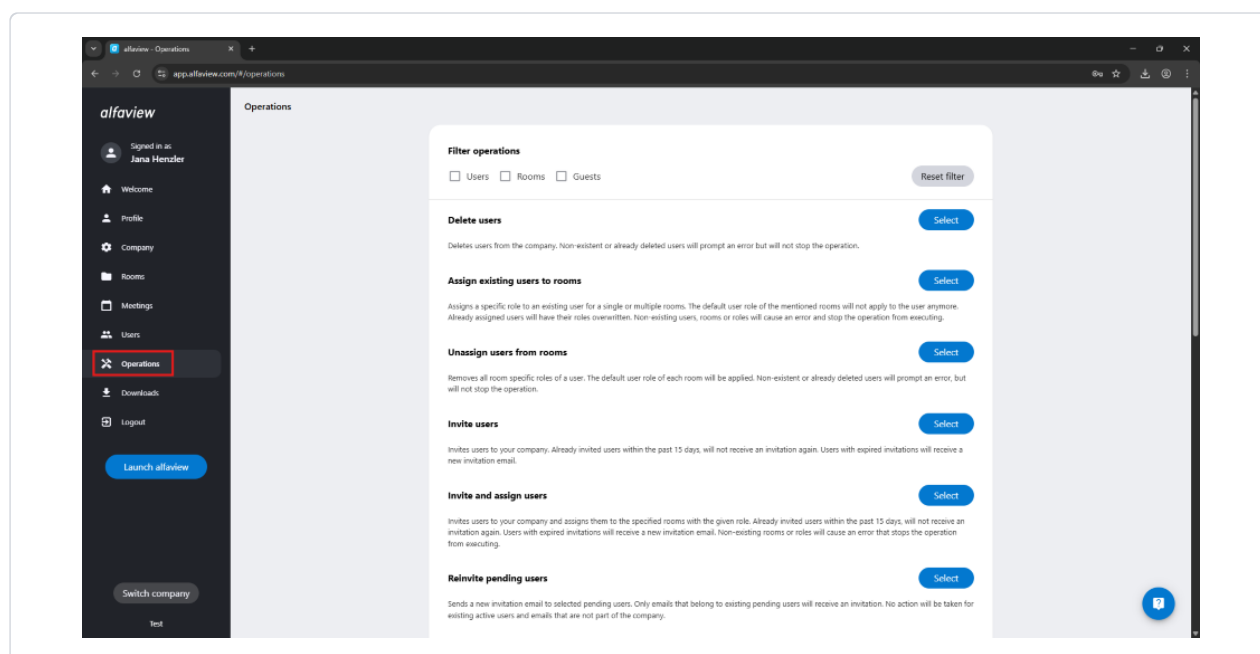 alfaview - Operations
app.alfaview.com/#/operations
alfaview
Signed in as
Jana Henzler
Welcome
Profile
Company
Rooms
Meetings
Users
Operations
Downloads
Logout
Launch alfaview
Switch company
Test
Operations
Filter operations
Users Rooms Guests Reset filter
Delete users Select
Deletes users from the company. Non-existent or already deleted users will prompt an error but will not stop the operation.
Assign existing users to rooms Select
Assigns a specific role to an existing user for a single or multiple rooms. The default user role of the mentioned rooms will not apply to the user anymore.
Already assigned users will have their roles overwritten. Non-existing users, rooms or roles will cause an error and stop the operation from executing.
Unassign users from rooms Select
Removes all room specific roles of a user. The default user role of each room will be applied. Non-existent or already deleted users will prompt an error, but
will not stop the operation.
Invite users Select
Invites users to your company. Already invited users within the past 15 days, will not receive an invitation again. Users with expired invitations will receive a
new invitation email.
Invite and assign users Select
Invites users to your company and assigns them to the specified rooms with the given role. Already invited users within the past 15 days, will not receive an
invitation again. Users with expired invitations will receive a new invitation email. Non-existing rooms or roles will cause an error that stops the operation
from executing.
Reinvite pending users Select
Sends a new invitation email to selected pending users. Only emails that belong to existing pending users will receive an invitation. No action will be taken for
existing active users and emails that are not part of the company.